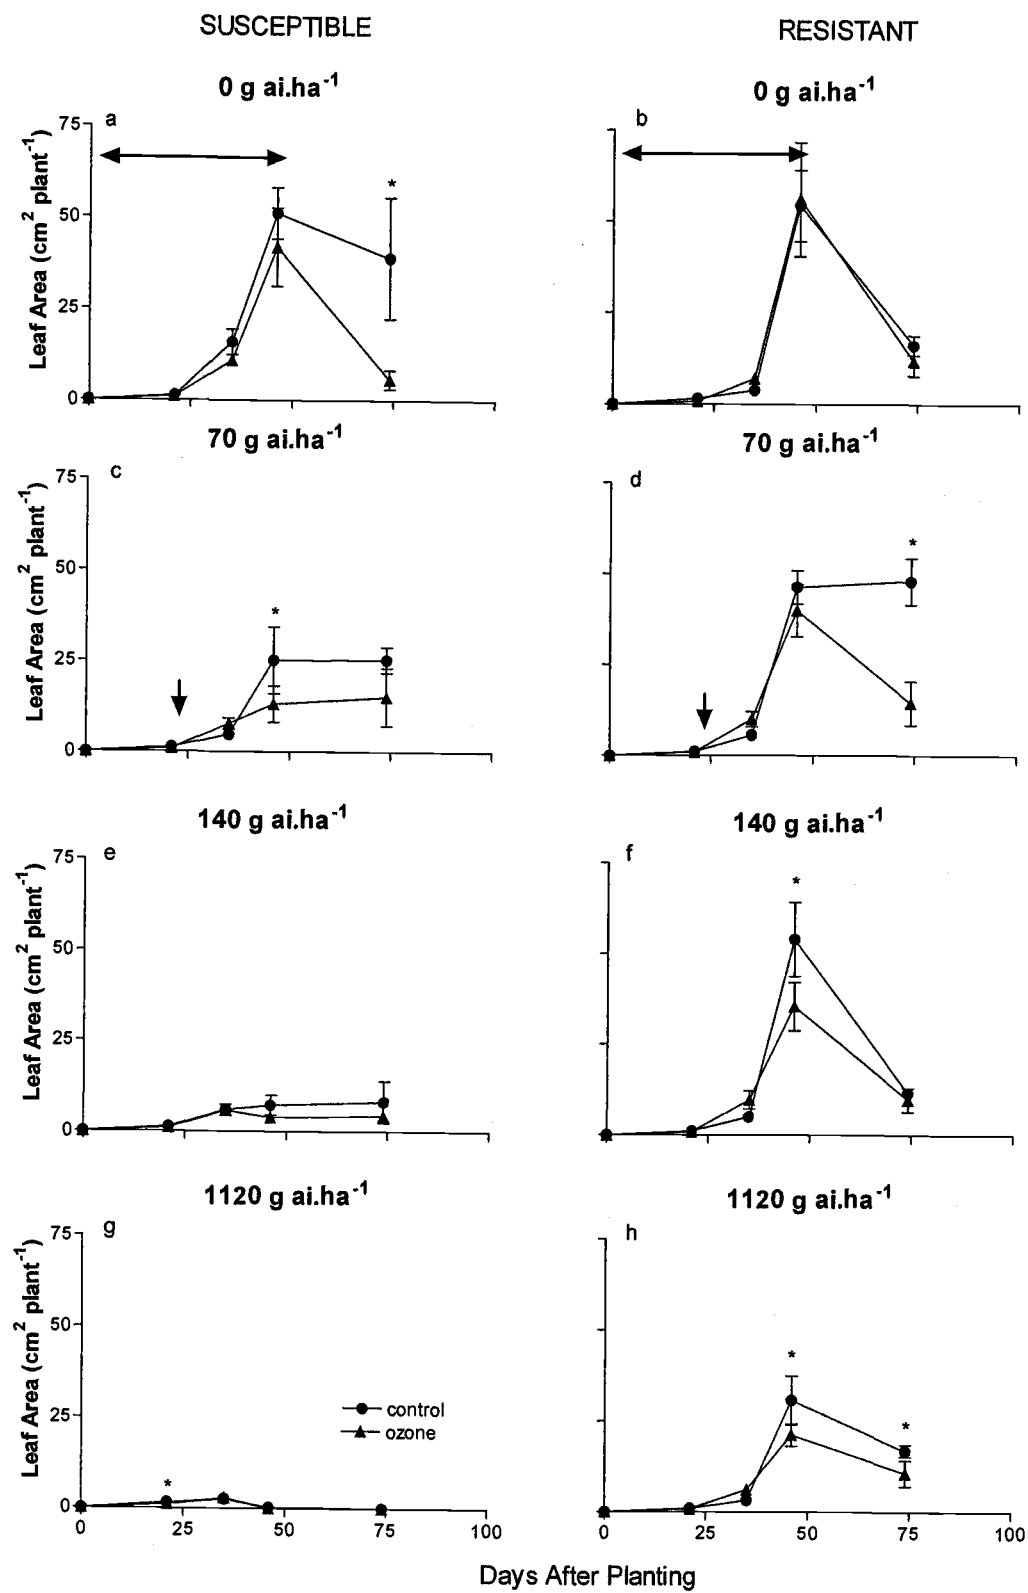 SUSCEPTIBLE RESISTANT
0 g ai.ha-1 0 g ai.ha-1
a b
75
50
25
0
Leaf Area (cm2 plant-1)
*
70 g ai.ha-1 70 g ai.ha-1
c d
75
50
25
0
Leaf Area (cm2 plant-1)
* *
140 g ai.ha-1 140 g ai.ha-1
e f
75
50
25
0
Leaf Area (cm2 plant-1)
*
1120 g ai.ha-1 1120 g ai.ha-1
g h
75
50
25
0
Leaf Area (cm2 plant-1)
* * *
control
ozone
0 25 50 75 100 0 25 50 75 100
Days After Planting